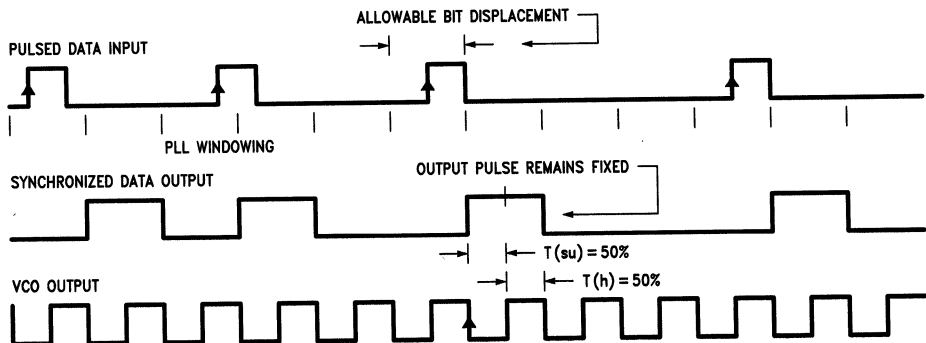 ALLOWABLE BIT DISPLACEMENT
PULSED DATA INPUT
PLL WINDOWING
SYNCHRONIZED DATA OUTPUT
OUTPUT PULSE REMAINS FIXED
T(su) = 50%
T(h) = 50%
VCO OUTPUT